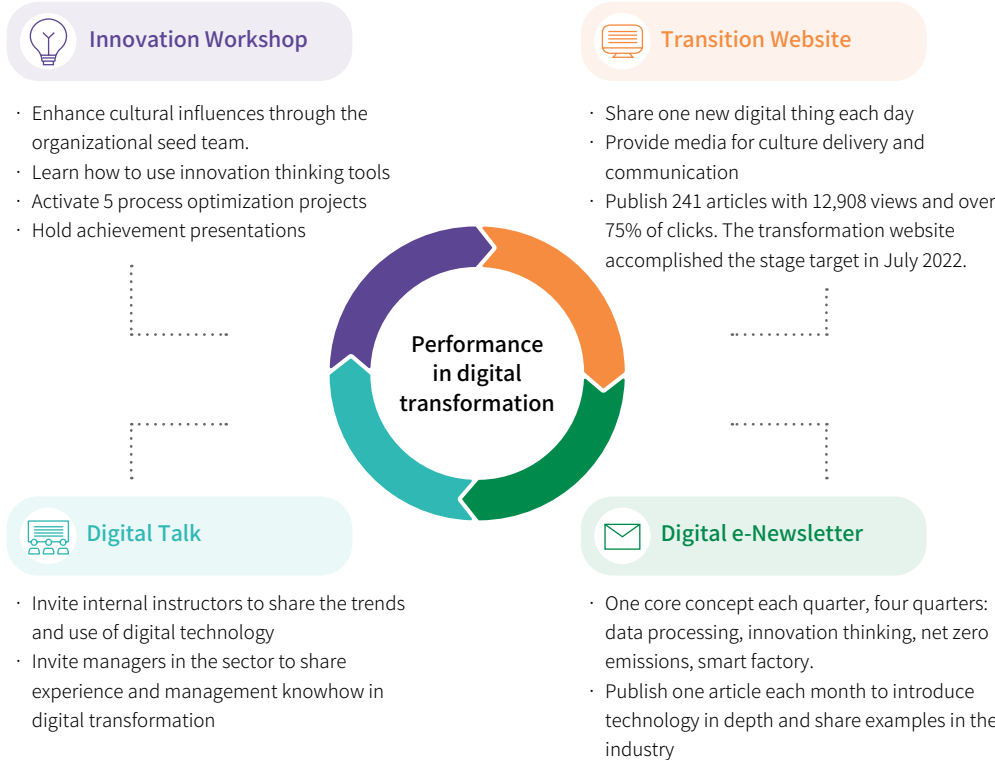 Innovation Workshop
· Enhance cultural influences through the
organizational seed team.
· Learn how to use innovation thinking tools
· Activate 5 process optimization projects
· Hold achievement presentations
Transition Website
· Share one new digital thing each day
· Provide media for culture delivery and
communication
· Publish 241 articles with 12,908 views and over
75% of clicks. The transformation website
accomplished the stage target in July 2022.
Performance
in digital
transformation
Digital Talk
· Invite internal instructors to share the trends
and use of digital technology
· Invite managers in the sector to share
experience and management knowhow in
digital transformation
Digital e-Newsletter
· One core concept each quarter, four quarters:
data processing, innovation thinking, net zero
emissions, smart factory.
· Publish one article each month to introduce
technology in depth and share examples in the
industry